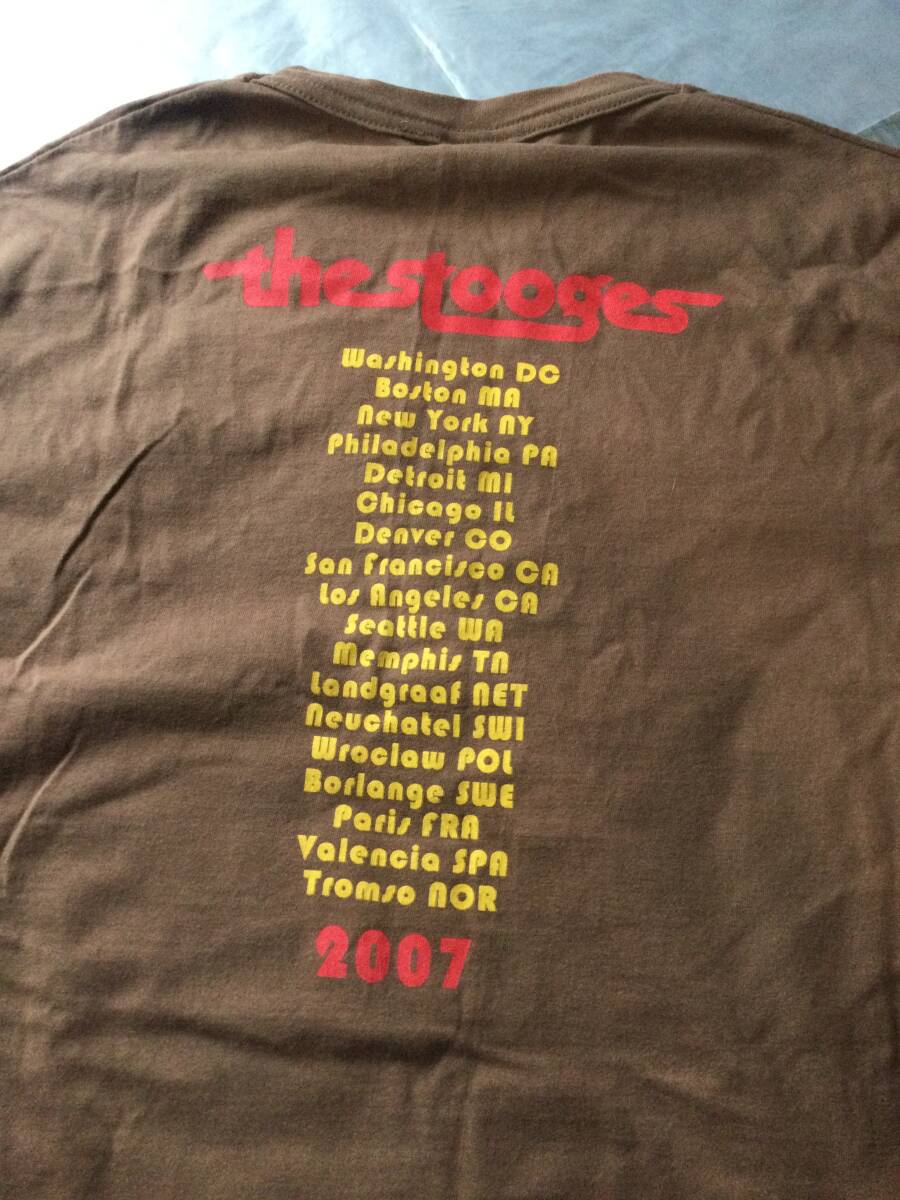 the stooges
Washington DC
Boston MA
New York NY
Philadelphia PA
Detroit MI
Chicago IL
Denver CO
San Francisco CA
Los Angeles CA
Seattle WA
Memphis TN
Landgraaf NET
Neuchatel SWI
Wroclaw POL
Borlange SWE
Paris FRA
Valencia SPA
Tromso NOR
2007